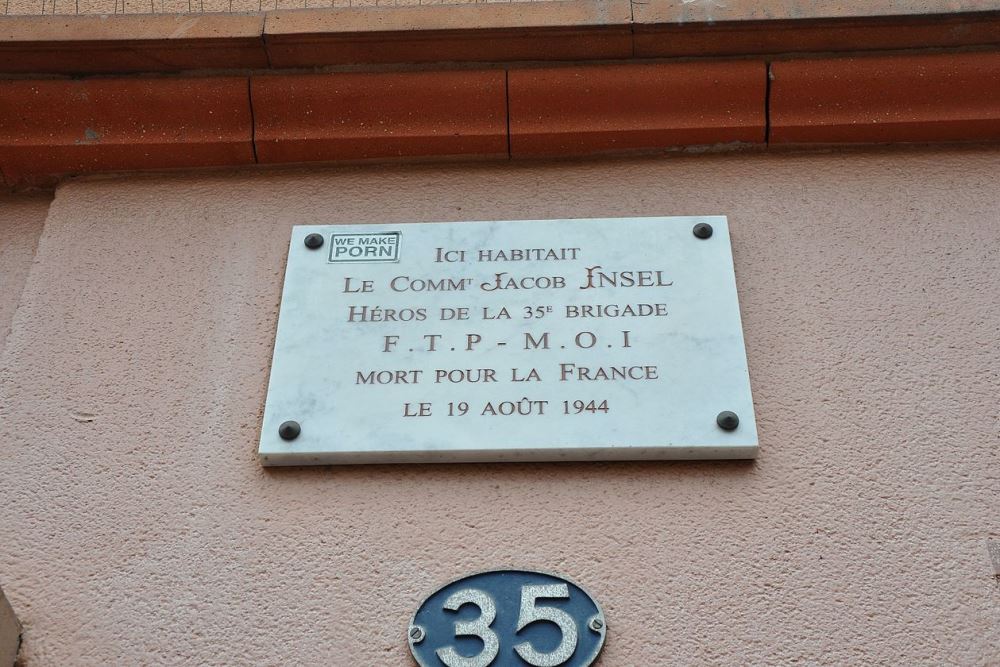 WE MAKE
PORN
ICI HABITAIT
LE COMMT JACOB INSEL
HÉROS DE LA 35E BRIGADE
F.T.P - M.O.I
MORT POUR LA FRANCE
LE 19 AOÛT 1944
35